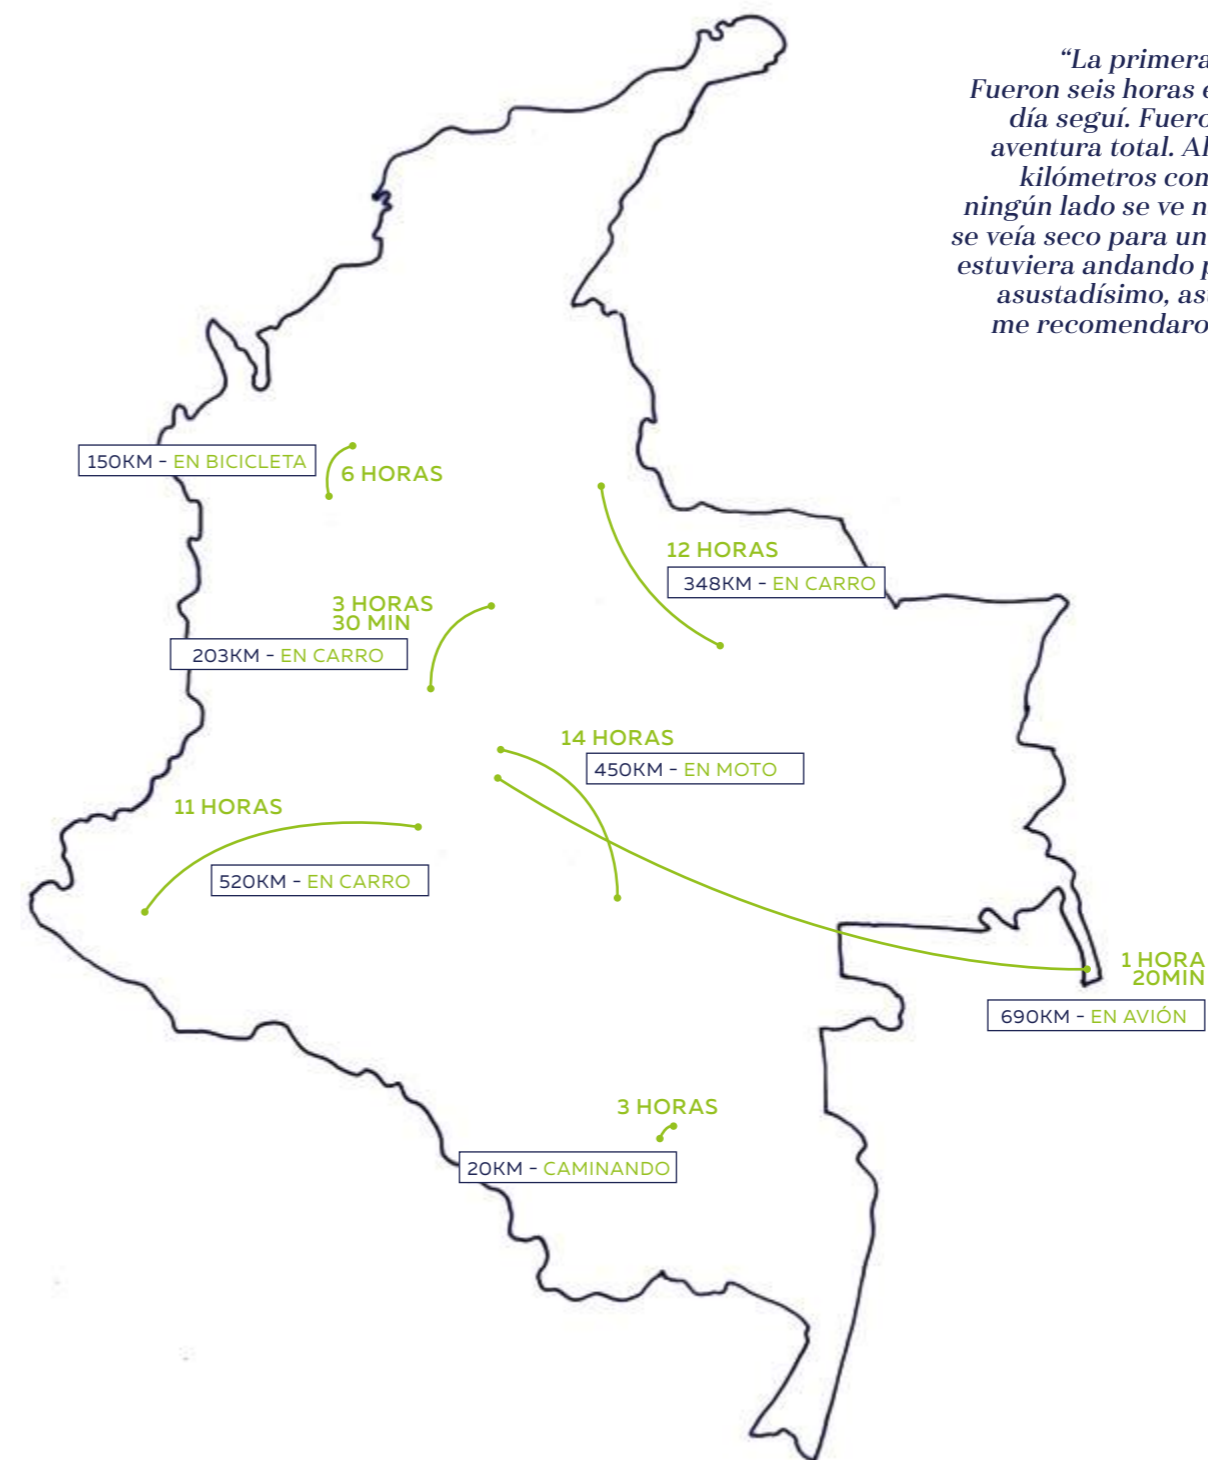 “La primera
Fueron seis horas e
día seguí. Fuero
aventura total. Al
kilómetros con
ningún lado se ve n
se veía seco para un
estuviera andando p
asustadísimo, as
me recomendaro
150KM - EN BICICLETA
6 HORAS
12 HORAS
348KM - EN CARRO
3 HORAS
30 MIN
203KM - EN CARRO
14 HORAS
450KM - EN MOTO
11 HORAS
520KM - EN CARRO
1 HORA
20MIN
690KM - EN AVIÓN
3 HORAS
20KM - CAMINANDO